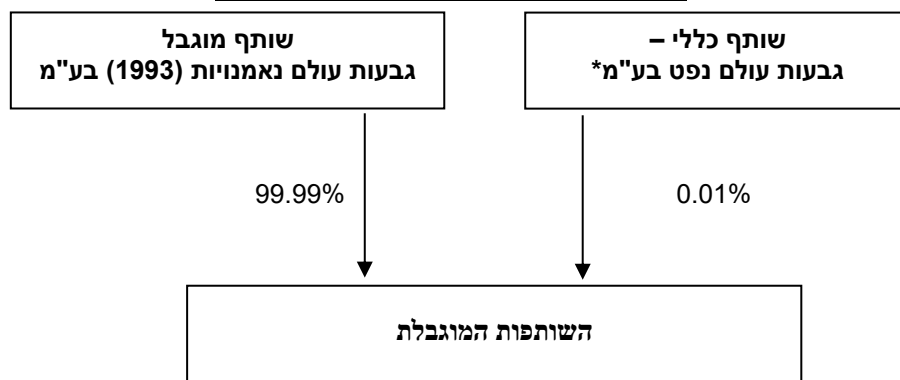 שותף כללי –
גבעות עולם נפט בע"מ*
שותף מוגבל
גבעות עולם נאמנויות (1993) בע"מ
0.01%
99.99%
השותפות המוגבלת